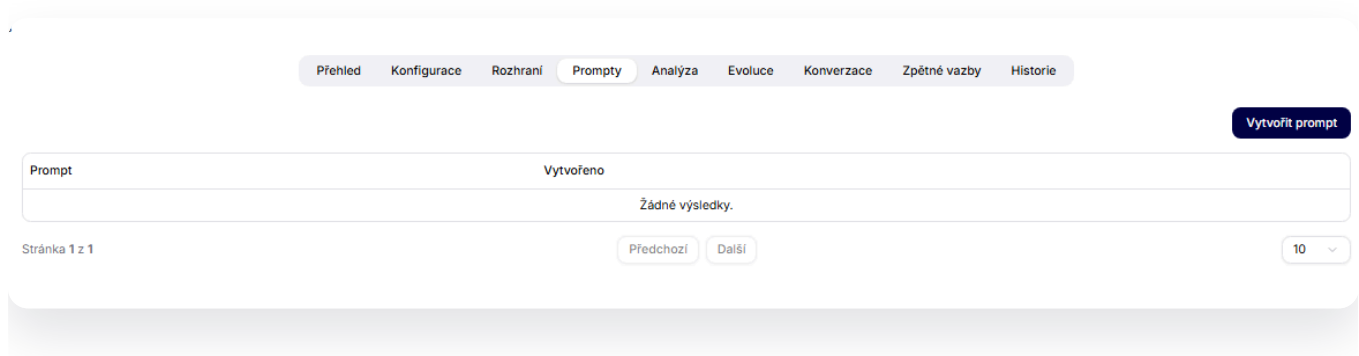 Přehled Konfigurace Rozhraní Prompty Analýza Evoluce Konverzace Zpětné vazby Historie
Vytvořit prompt
Prompt Vytvořeno
Žádné výsledky.
Stránka 1 z 1 Předchozí Další 10